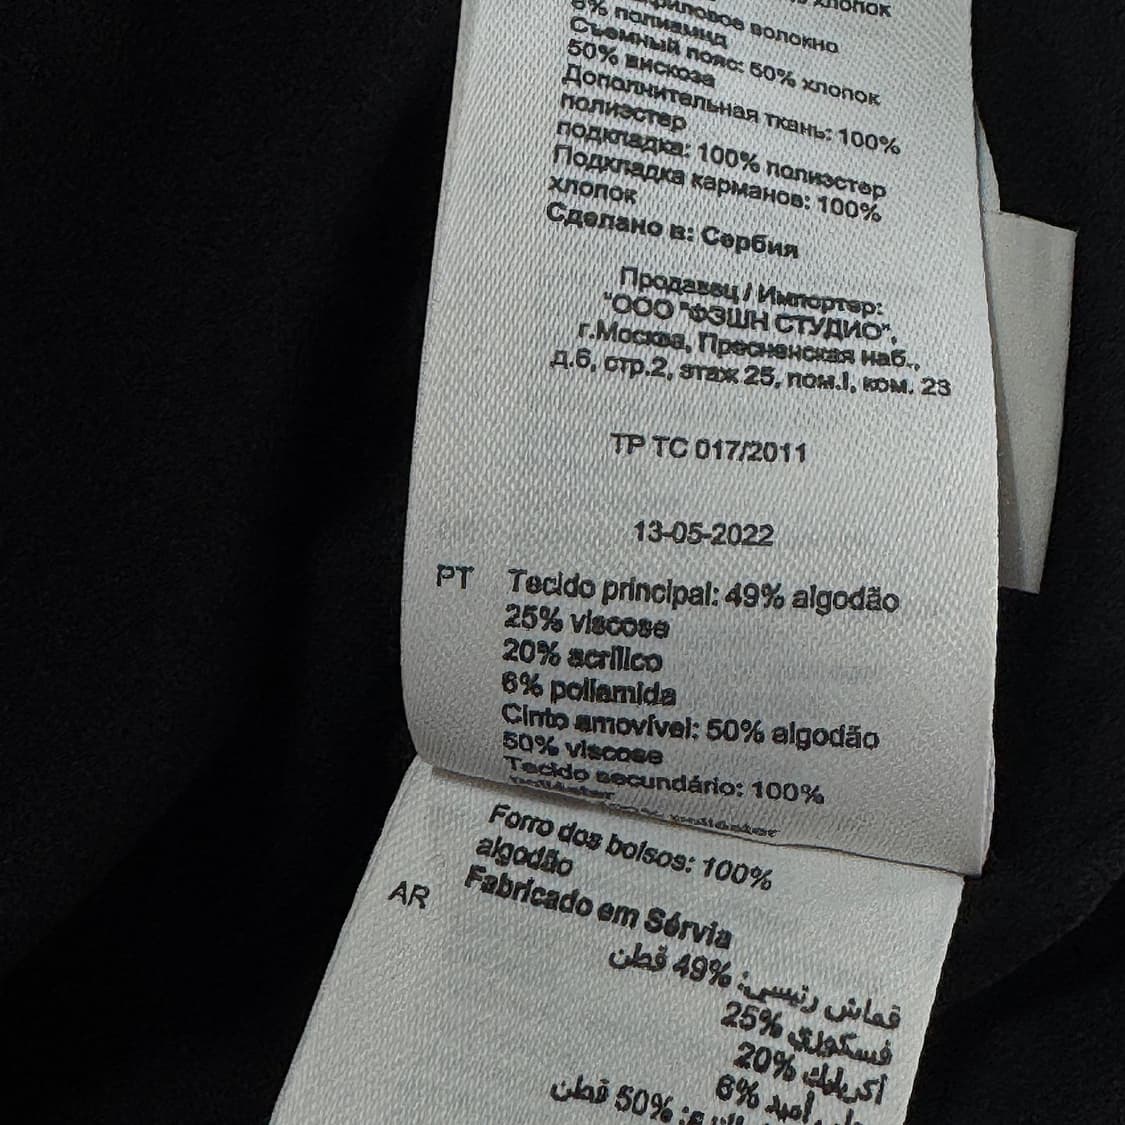 хлопок
волокно
6% полиамид
Съемный пояс: 50% хлопок
50% вискоза
Дополнительная ткань: 100%
полиэстер
подкладка: 100% полиэстер
Подкладка карманов: 100%
хлопок
Сделано в: Сербия
Продавец / Импортер:
"ООО "ФЭШН СТУДИО",
г.Москва, Пресненская наб.,
д.6, стр.2, этаж 25, пом.I, ком. 23
ТР ТС 017/2011
13-05-2022
PT Tecido principal: 49% algodão
25% viscose
20% acrílico
6% poliamida
Cinto amovível: 50% algodão
50% viscose
Tecido secundário: 100%
Forro dos bolsos: 100%
algodão
Fabricado em Sérvia
AR قماش رئيسي: 49% قطن
25% فسكوزي
20% أكريليك
6%
50% قطن